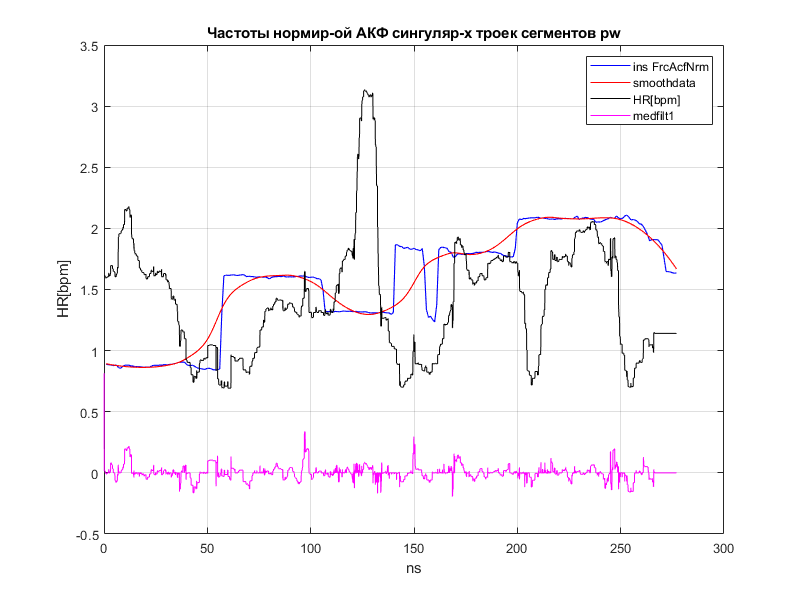 Частоты нормир-ой АКФ сингуляр-х троек сегментов pw
ins FrcAcfNrm
smoothdata
HR[bpm]
medfilt1
3.5
3
2.5
2
1.5
1
0.5
0
-0.5
HR[bpm]
0 50 100 150 200 250 300
ns